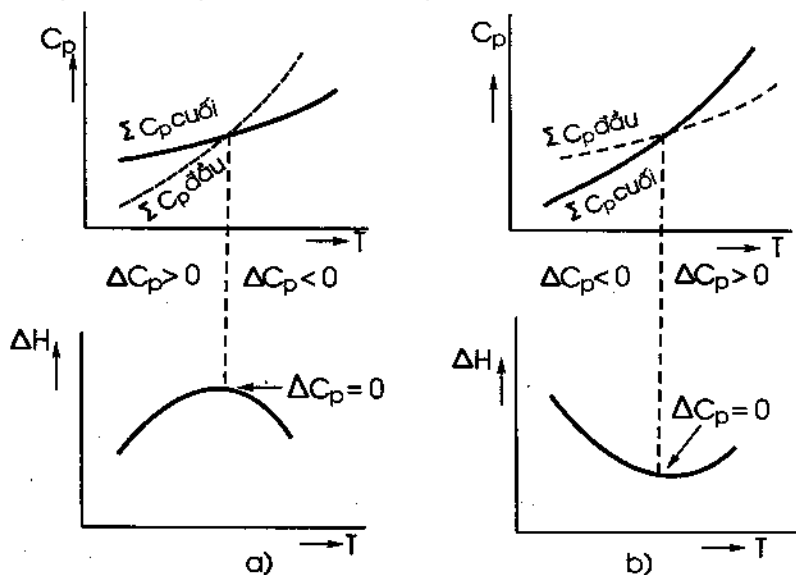 Cp
Σ Cp cuối
Σ Cp đầu
T
ΔCp > 0
ΔCp < 0
ΔH
ΔCp = 0
T
a)
Cp
Σ Cp đầu
Σ Cp cuối
T
ΔCp < 0
ΔCp > 0
ΔH
ΔCp = 0
T
b)